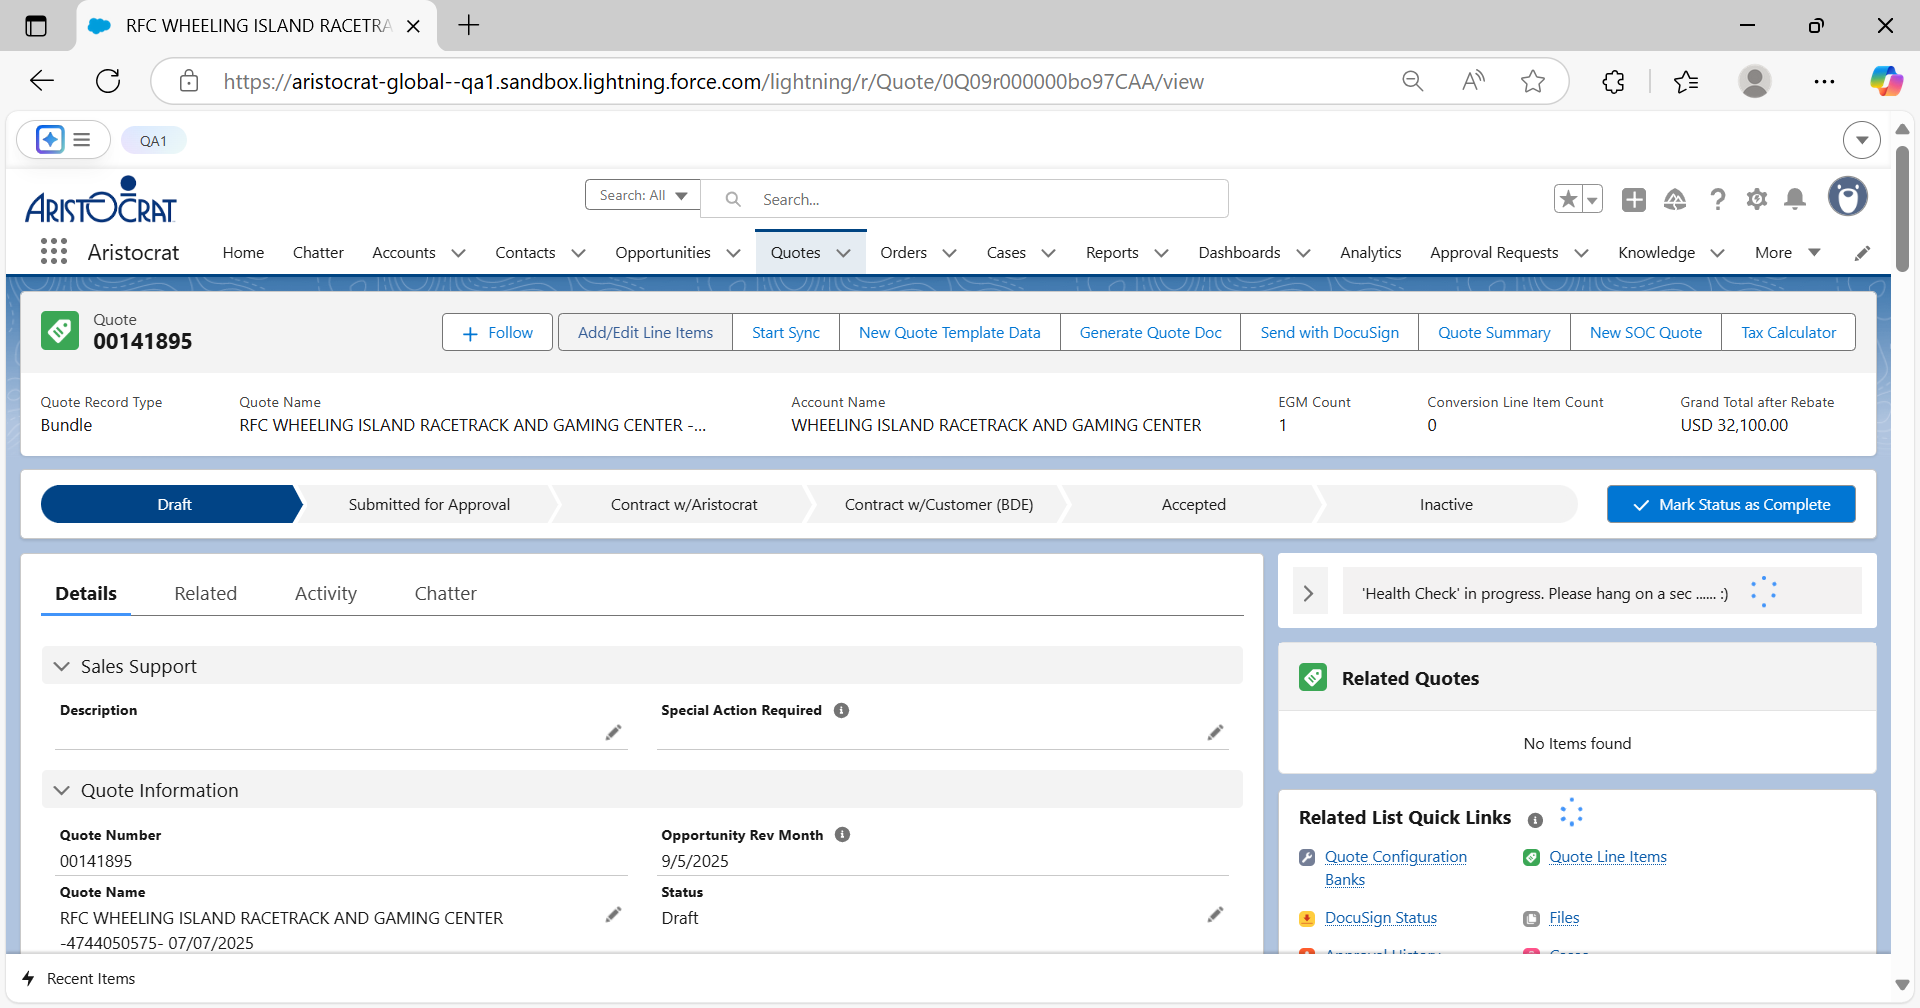 RFC WHEELING ISLAND RACETRA
https://aristocrat-global--qa1.sandbox.lightning.force.com/lightning/r/Quote/0Q09r000000bo97CAA/view
QA1
ARISTOCRAT
Search: All
Search...
Aristocrat
Home
Chatter
Accounts
Contacts
Opportunities
Quotes
Orders
Cases
Reports
Dashboards
Analytics
Approval Requests
Knowledge
More
Quote
00141895
Follow
Add/Edit Line Items
Start Sync
New Quote Template Data
Generate Quote Doc
Send with DocuSign
Quote Summary
New SOC Quote
Tax Calculator
Quote Record Type
Bundle
Quote Name
RFC WHEELING ISLAND RACETRACK AND GAMING CENTER -...
Account Name
WHEELING ISLAND RACETRACK AND GAMING CENTER
EGM Count
1
Conversion Line Item Count
0
Grand Total after Rebate
USD 32,100.00
Draft
Submitted for Approval
Contract w/Aristocrat
Contract w/Customer (BDE)
Accepted
Inactive
Mark Status as Complete
Details
Related
Activity
Chatter
Sales Support
Description
Special Action Required
Quote Information
Quote Number
00141895
Opportunity Rev Month
9/5/2025
Quote Name
RFC WHEELING ISLAND RACETRACK AND GAMING CENTER
-4744050575- 07/07/2025
Status
Draft
'Health Check' in progress. Please hang on a sec ...... :)
Related Quotes
No Items found
Related List Quick Links
Quote Configuration
Banks
Quote Line Items
DocuSign Status
Files
Approval History
Cases
Recent Items